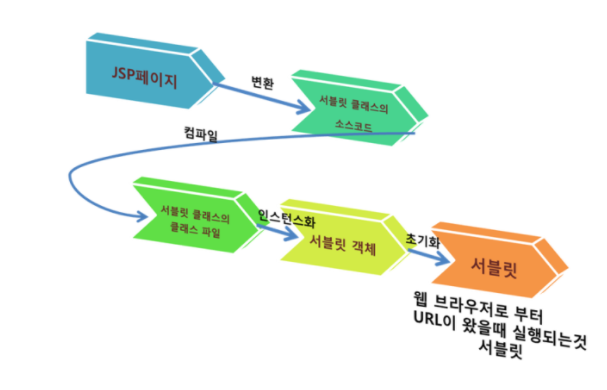 JSP페이지
변환
서블릿 클래스의
소스코드
컴파일
서블릿 클래스의
클래스 파일
인스턴스화
서블릿 객체
초기화
서블릿
웹 브라우저로 부터
URL이 왔을때 실행되는것
서블릿